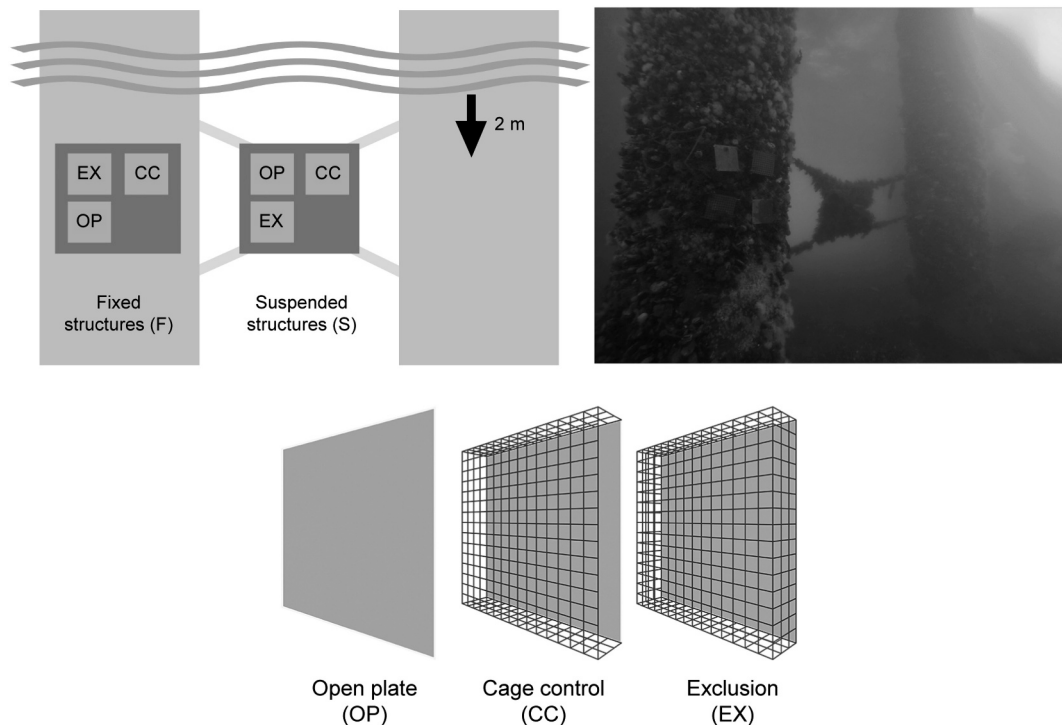 2 m
EX
CC
OP
OP
CC
EX
Fixed
structures (F)
Suspended
structures (S)
Open plate
(OP)
Cage control
(CC)
Exclusion
(EX)